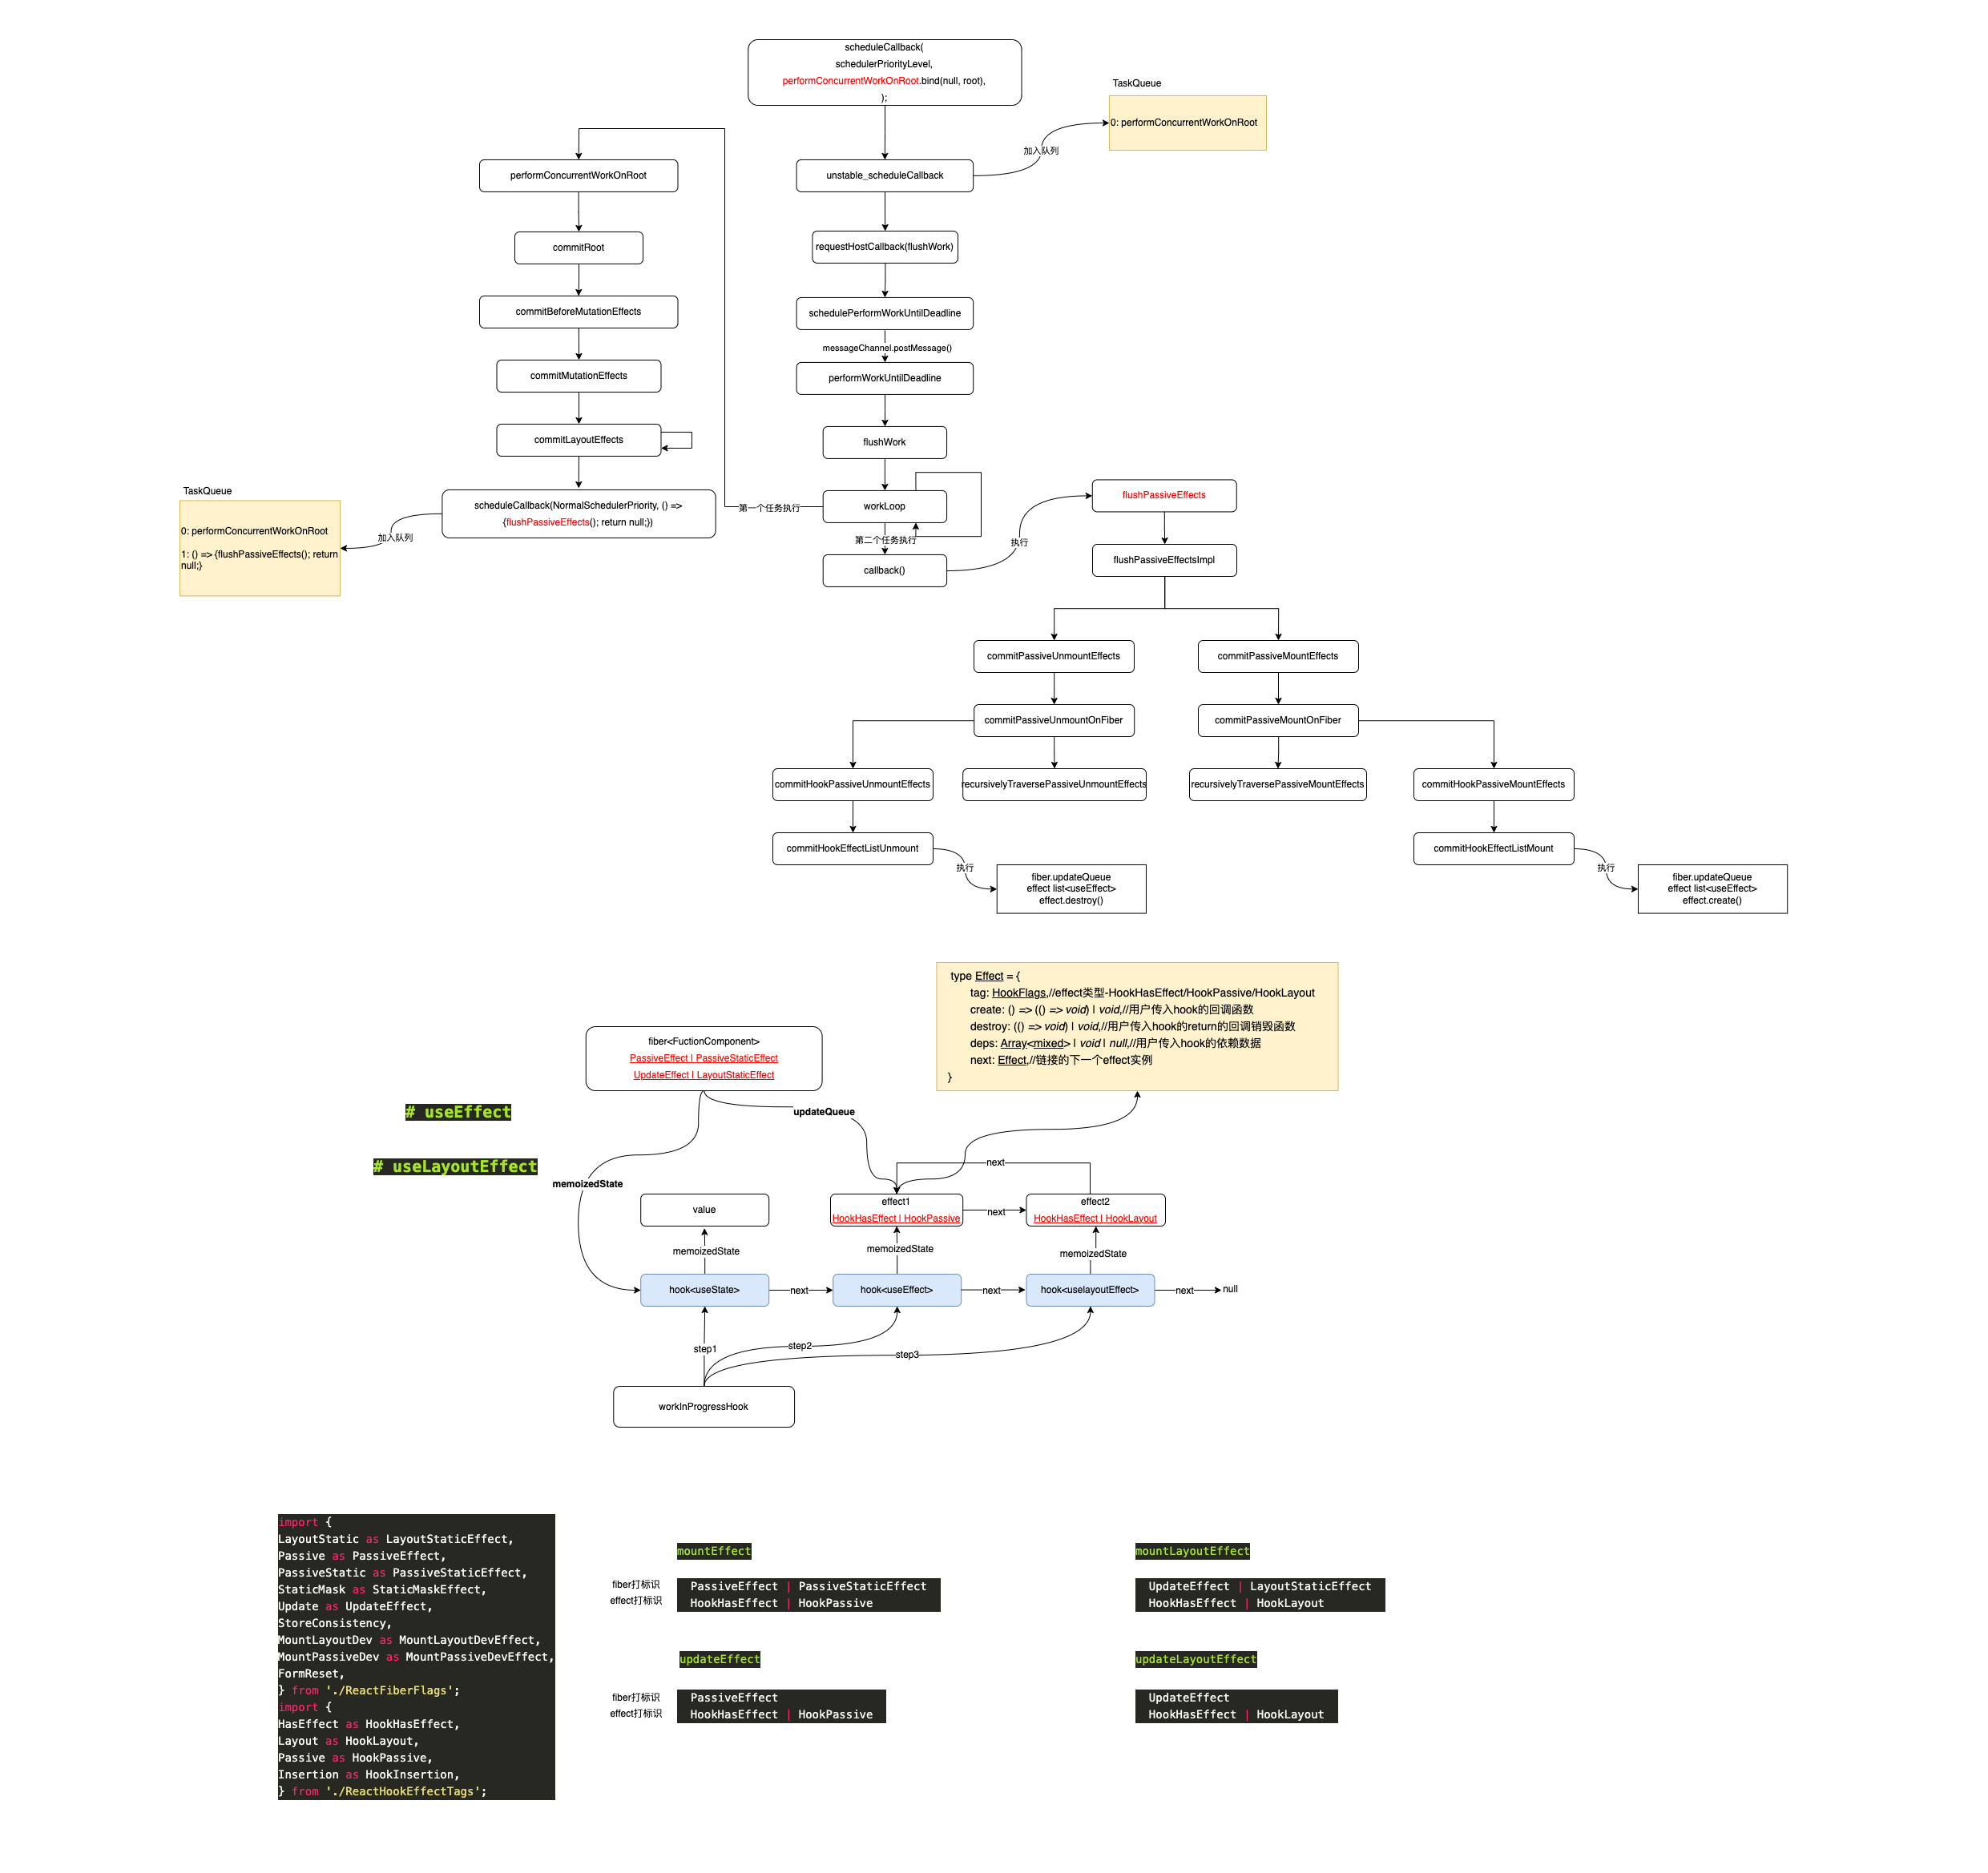 scheduleCallback(
schedulerPriorityLevel,
performConcurrentWorkOnRoot.bind(null, root),
);
TaskQueue
0: performConcurrentWorkOnRoot
加入队列
performConcurrentWorkOnRoot
unstable_scheduleCallback
commitRoot
requestHostCallback(flushWork)
commitBeforeMutationEffects
schedulePerformWorkUntilDeadline
messageChannel.postMessage()
commitMutationEffects
performWorkUntilDeadline
commitLayoutEffects
flushWork
TaskQueue
0: performConcurrentWorkOnRoot
1: () => {flushPassiveEffects(); return
null;}
加入队列
scheduleCallback(NormalSchedulerPriority, () =>
{flushPassiveEffects(); return null;})
第一个任务执行
workLoop
第二个任务执行
callback()
执行
flushPassiveEffects
flushPassiveEffectsImpl
commitPassiveUnmountEffects
commitPassiveMountEffects
commitPassiveUnmountOnFiber
commitPassiveMountOnFiber
commitHookPassiveUnmountEffects
recursivelyTraversePassiveUnmountEffects
recursivelyTraversePassiveMountEffects
commitHookPassiveMountEffects
commitHookEffectListUnmount
commitHookEffectListMount
执行
fiber.updateQueue
effect list<useEffect>
effect.destroy()
执行
fiber.updateQueue
effect list<useEffect>
effect.create()
type Effect = {
tag: HookFlags,//effect类型-HookHasEffect/HookPassive/HookLayout
create: () => (() => void) | void,//用户传入hook的回调函数
destroy: (() => void) | void,//用户传入hook的return的回调销毁函数
deps: Array<mixed> | void | null,//用户传入hook的依赖数据
next: Effect,//链接的下一个effect实例
}
fiber<FuctionComponent>
PassiveEffect | PassiveStaticEffect
UpdateEffect | LayoutStaticEffect
# useEffect
updateQueue
# useLayoutEffect
memoizedState
next
value
effect1
HookHasEffect | HookPassive
next
effect2
HookHasEffect | HookLayout
memoizedState
memoizedState
memoizedState
hook<useState>
next
hook<useEffect>
next
hook<uselayoutEffect>
next
null
step1
step2
step3
workInProgressHook
import {
LayoutStatic as LayoutStaticEffect,
Passive as PassiveEffect,
PassiveStatic as PassiveStaticEffect,
StaticMask as StaticMaskEffect,
Update as UpdateEffect,
StoreConsistency,
MountLayoutDev as MountLayoutDevEffect,
MountPassiveDev as MountPassiveDevEffect,
FormReset,
} from './ReactFiberFlags';
import {
HasEffect as HookHasEffect,
Layout as HookLayout,
Passive as HookPassive,
Insertion as HookInsertion,
} from './ReactHookEffectTags';
mountEffect
fiber打标识
PassiveEffect | PassiveStaticEffect
effect打标识
HookHasEffect | HookPassive
mountLayoutEffect
UpdateEffect | LayoutStaticEffect
HookHasEffect | HookLayout
updateEffect
fiber打标识
PassiveEffect
effect打标识
HookHasEffect | HookPassive
updateLayoutEffect
UpdateEffect
HookHasEffect | HookLayout